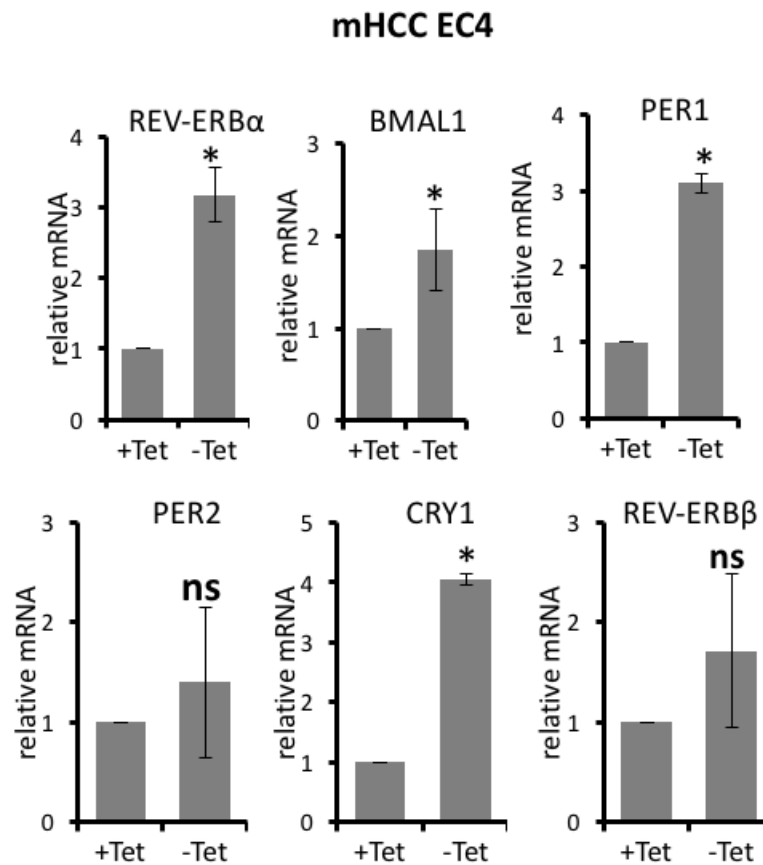 mHCC EC4
REV-ERBα
4
3
2
1
0
relative mRNA
*
+Tet -Tet
BMAL1
3
2
1
0
relative mRNA
*
+Tet -Tet
PER1
4
3
2
1
0
relative mRNA
*
+Tet -Tet
PER2
3
2
1
0
relative mRNA
ns
+Tet -Tet
CRY1
5
4
3
2
1
0
relative mRNA
*
+Tet -Tet
REV-ERBβ
3
2
1
0
relative mRNA
ns
+Tet -Tet